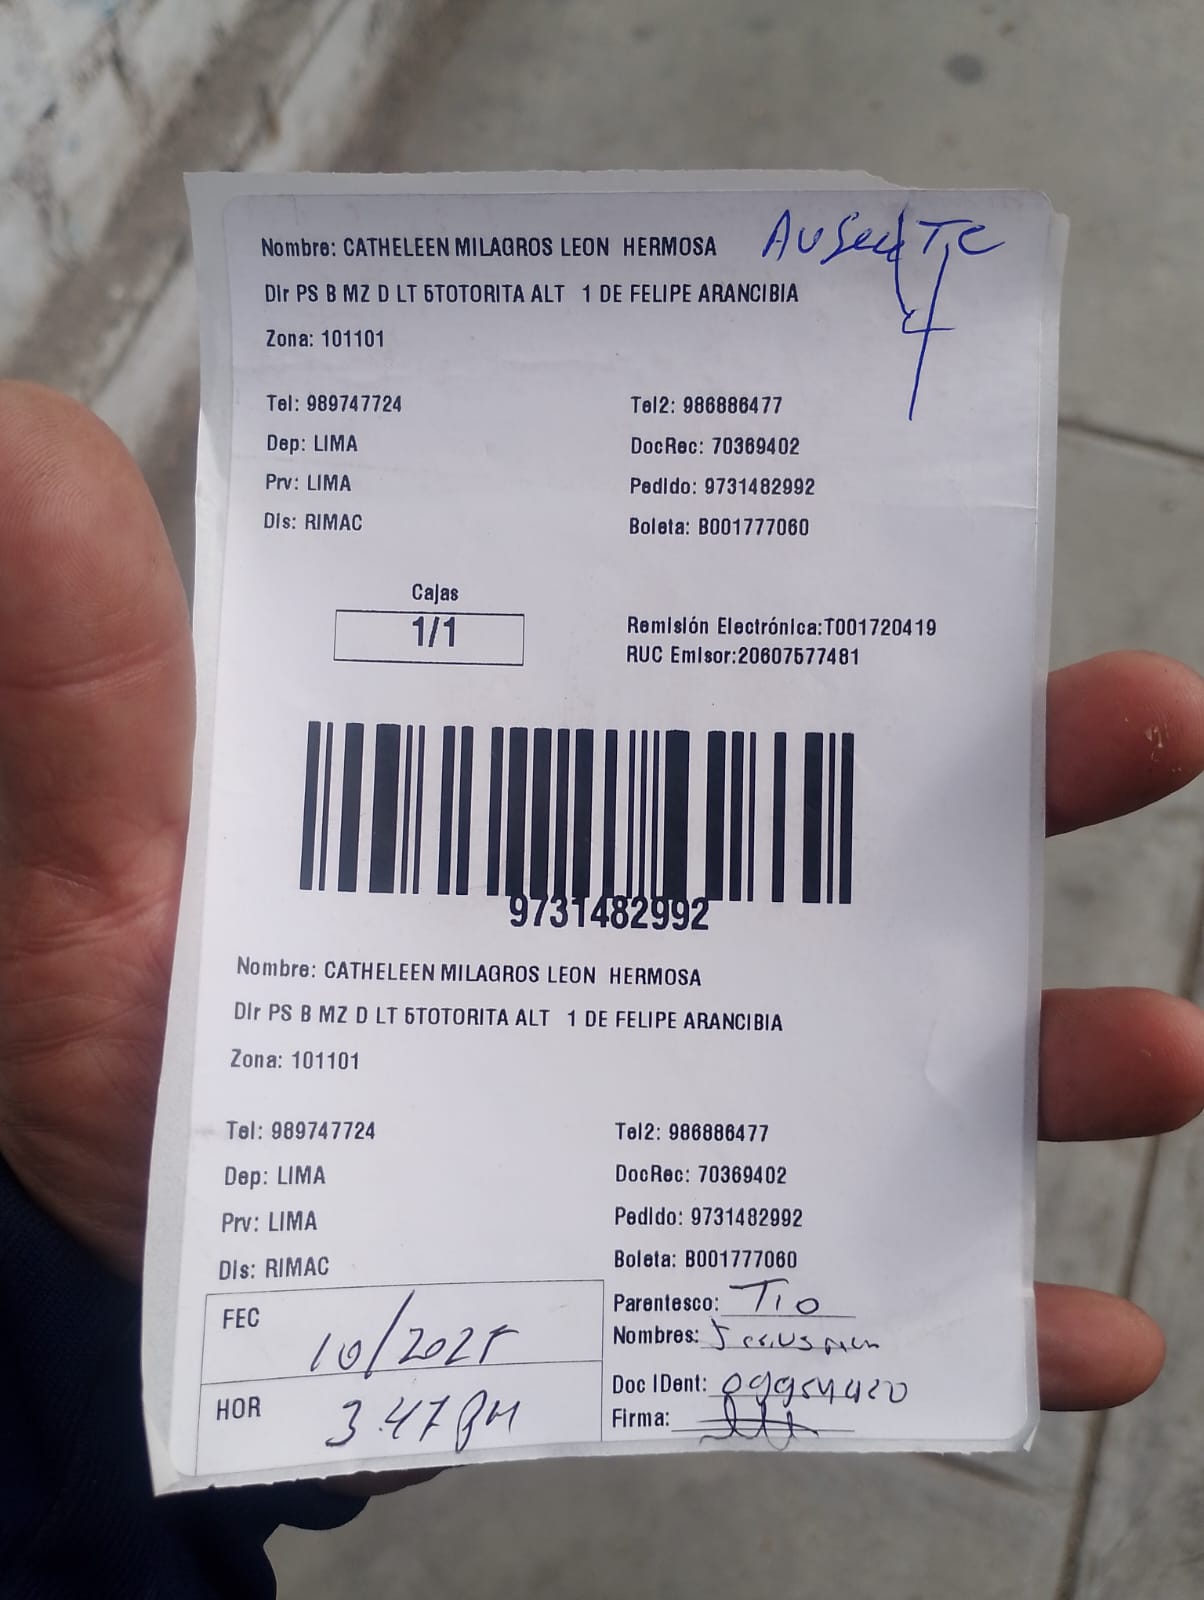 Nombre: CATHELEEN MILAGROS LEON HERMOSA AUSENTE
DIr PS B MZ D LT 5TOTORITA ALT 1 DE FELIPE ARANCIBIA
Zona: 101101
Tel: 989747724 Tel2: 986886477
Dep: LIMA DocRec: 70369402
Prv: LIMA Pedido: 9731482992
Dis: RIMAC Boleta: B001777060
Cajas
1/1
Remisión Electrónica:T001720419
RUC Emisor:20607577481
9731482992
Nombre: CATHELEEN MILAGROS LEON HERMOSA
DIr PS B MZ D LT 5TOTORITA ALT 1 DE FELIPE ARANCIBIA
Zona: 101101
Tel: 989747724 Tel2: 986886477
Dep: LIMA DocRec: 70369402
Prv: LIMA Pedido: 9731482992
Dis: RIMAC Boleta: B001777060
FEC 10/2025 Parentesco: TIO
Nombres:
HOR 3.47 PM Doc IDent:
Firma: